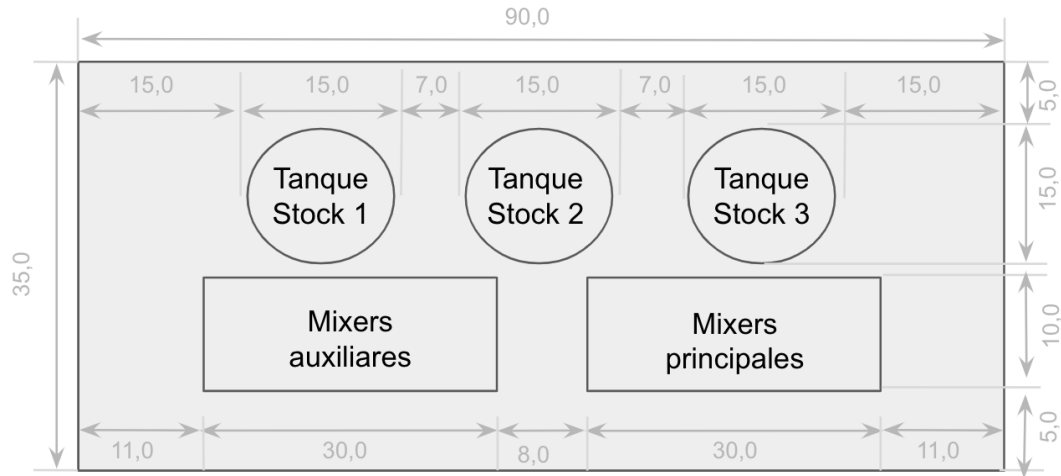 90,0
15,0 15,0 7,0 15,0 7,0 15,0 15,0
5,0
Tanque
Stock 1
Tanque
Stock 2
Tanque
Stock 3
15,0
35,0
Mixers
auxiliares
Mixers
principales
10,0
11,0 30,0 8,0 30,0 11,0
5,0